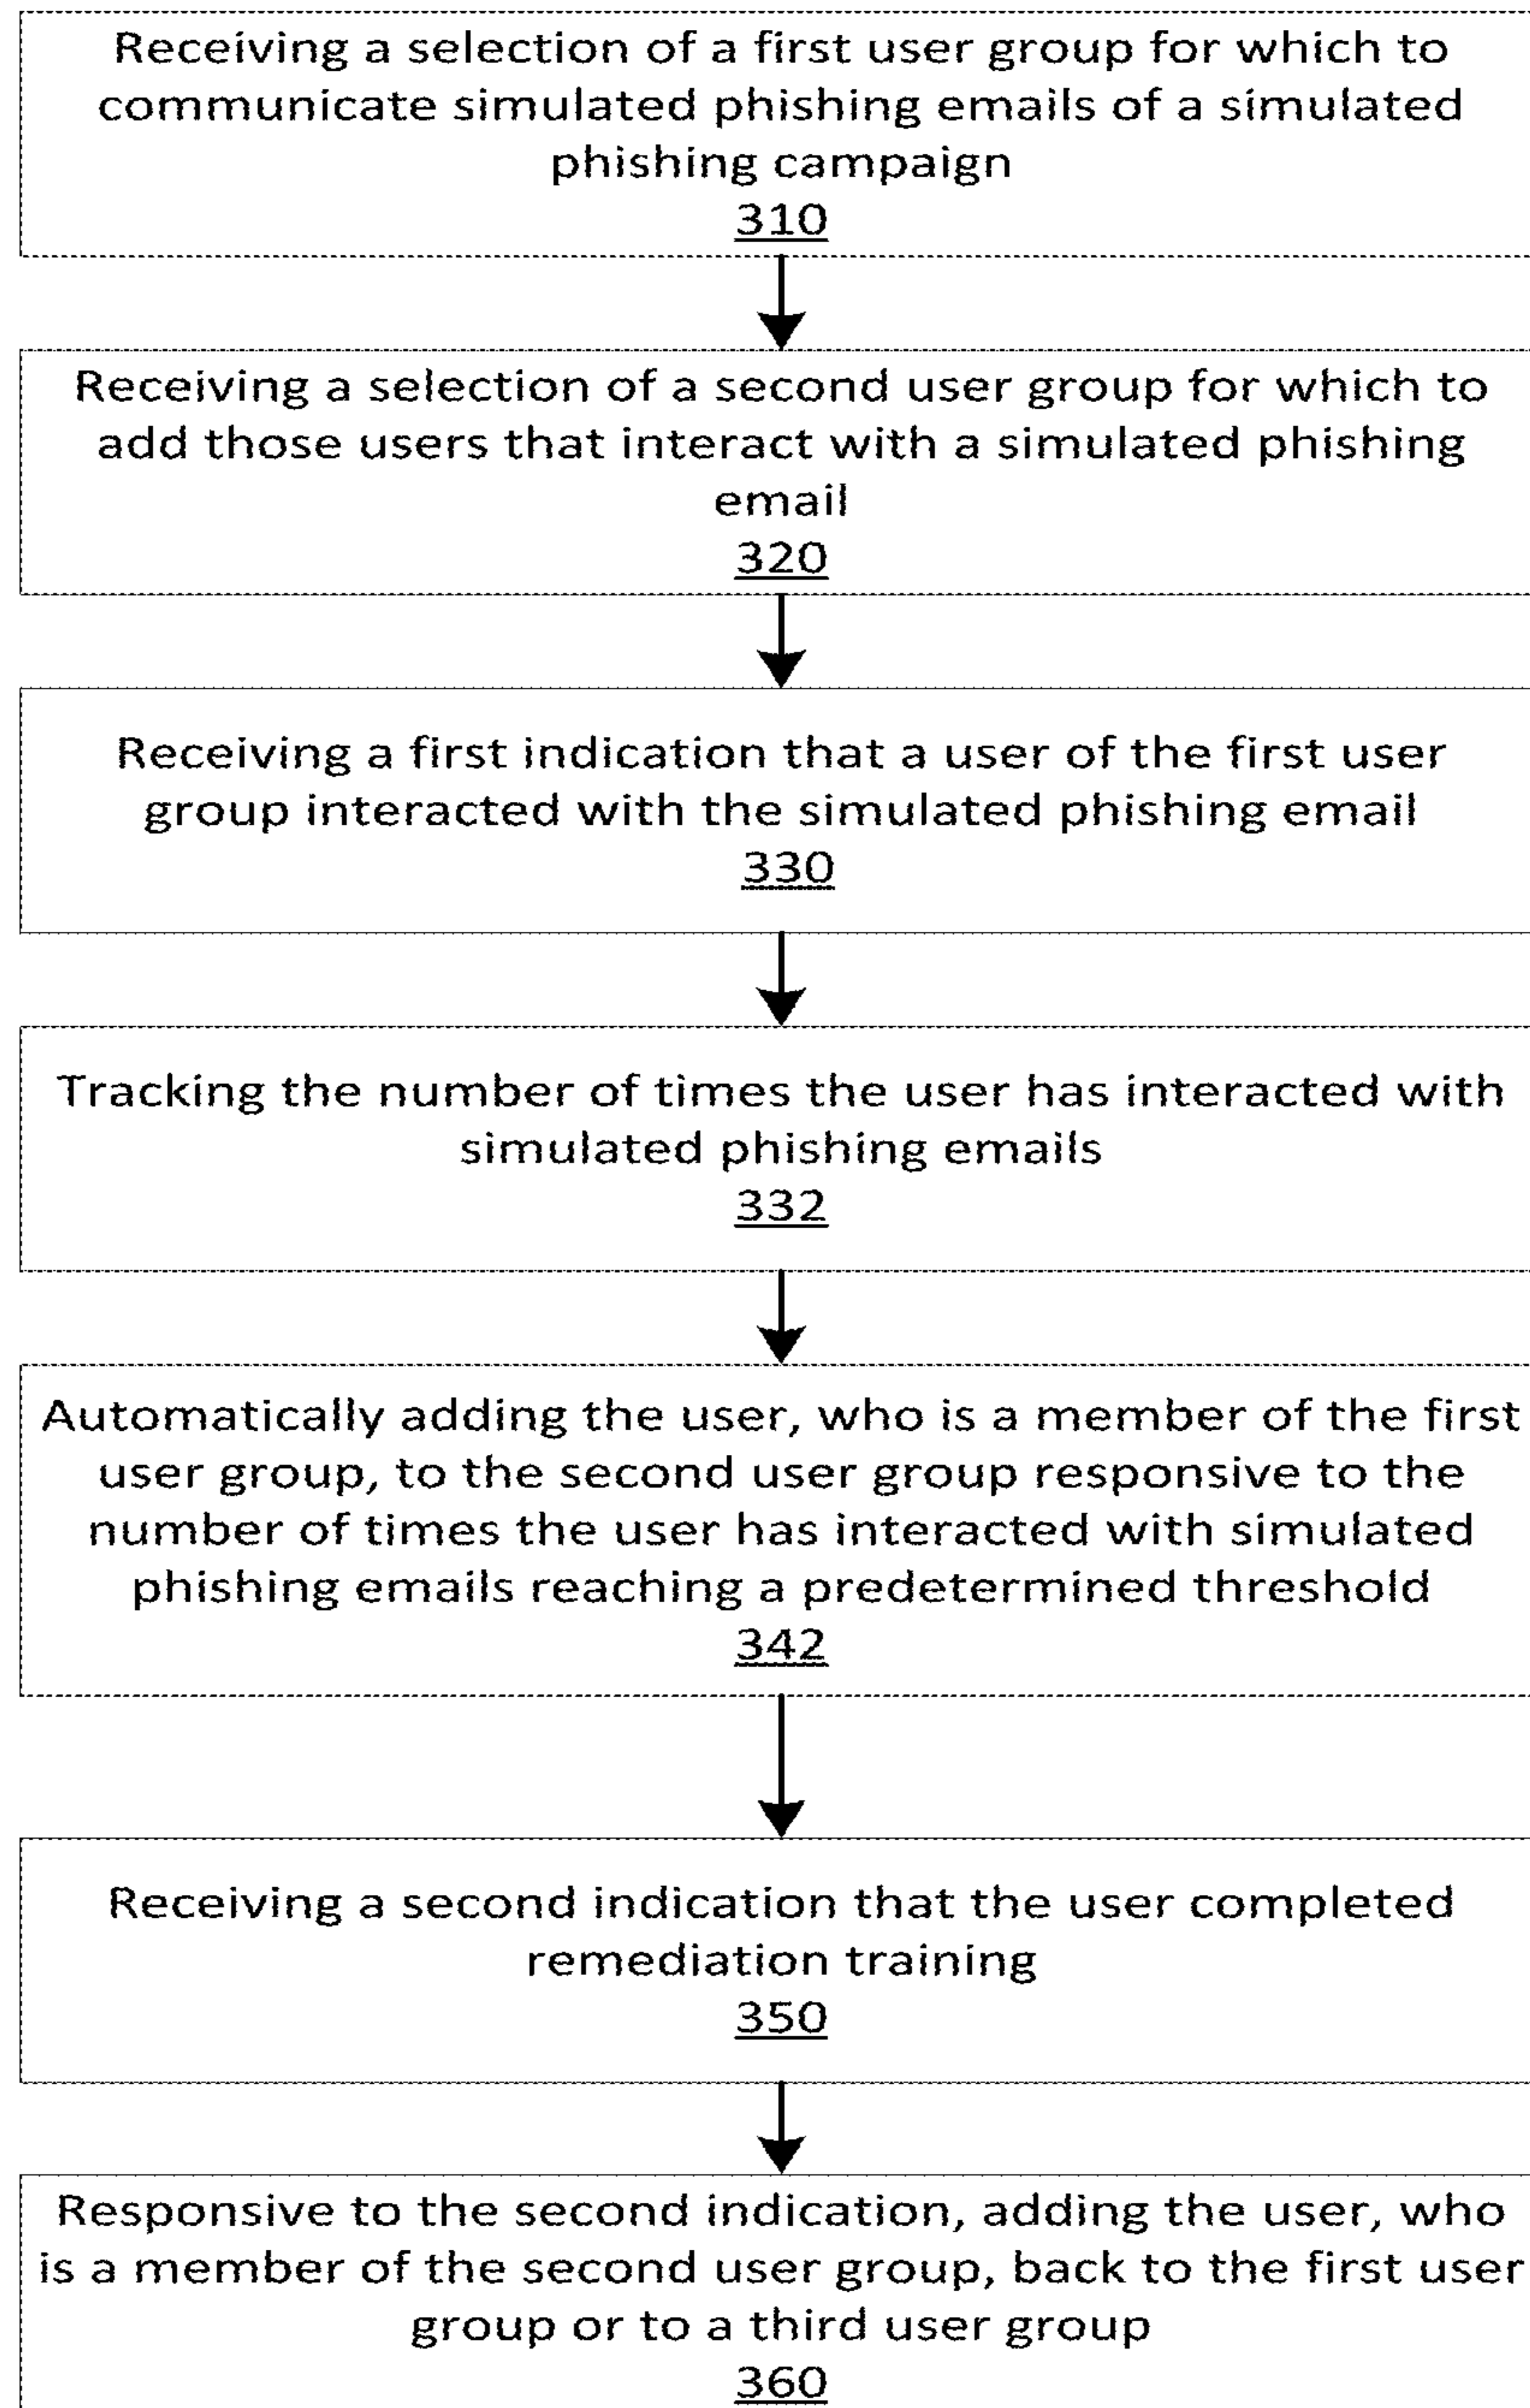 Receiving a selection of a first user group for which to
communicate simulated phishing emails of a simulated
phishing campaign
310
Receiving a selection of a second user group for which to
add those users that interact with a simulated phishing
email
320
Receiving a first indication that a user of the first user
group interacted with the simulated phishing email
330
Tracking the number of times the user has interacted with
simulated phishing emails
332
Automatically adding the user, who is a member of the first
user group, to the second user group responsive to the
number of times the user has interacted with simulated
phishing emails reaching a predetermined threshold
342
Receiving a second indication that the user completed
remediation training
350
Responsive to the second indication, adding the user, who
is a member of the second user group, back to the first user
group or to a third user group
360